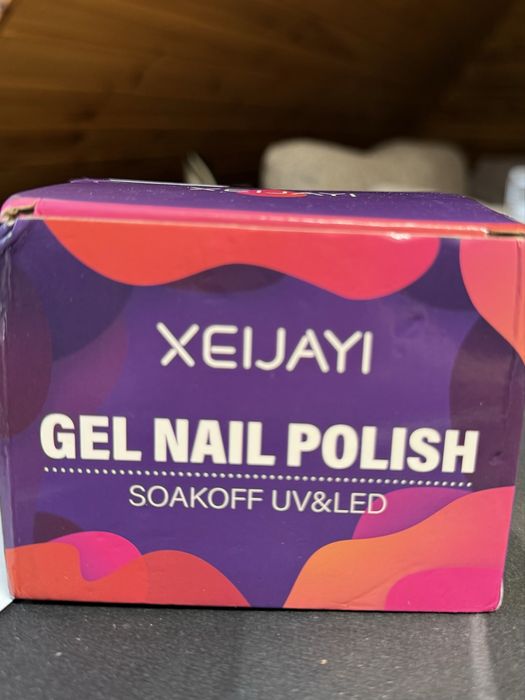 XEIJAYI
GEL NAIL POLISH
SOAKOFF UV&LED